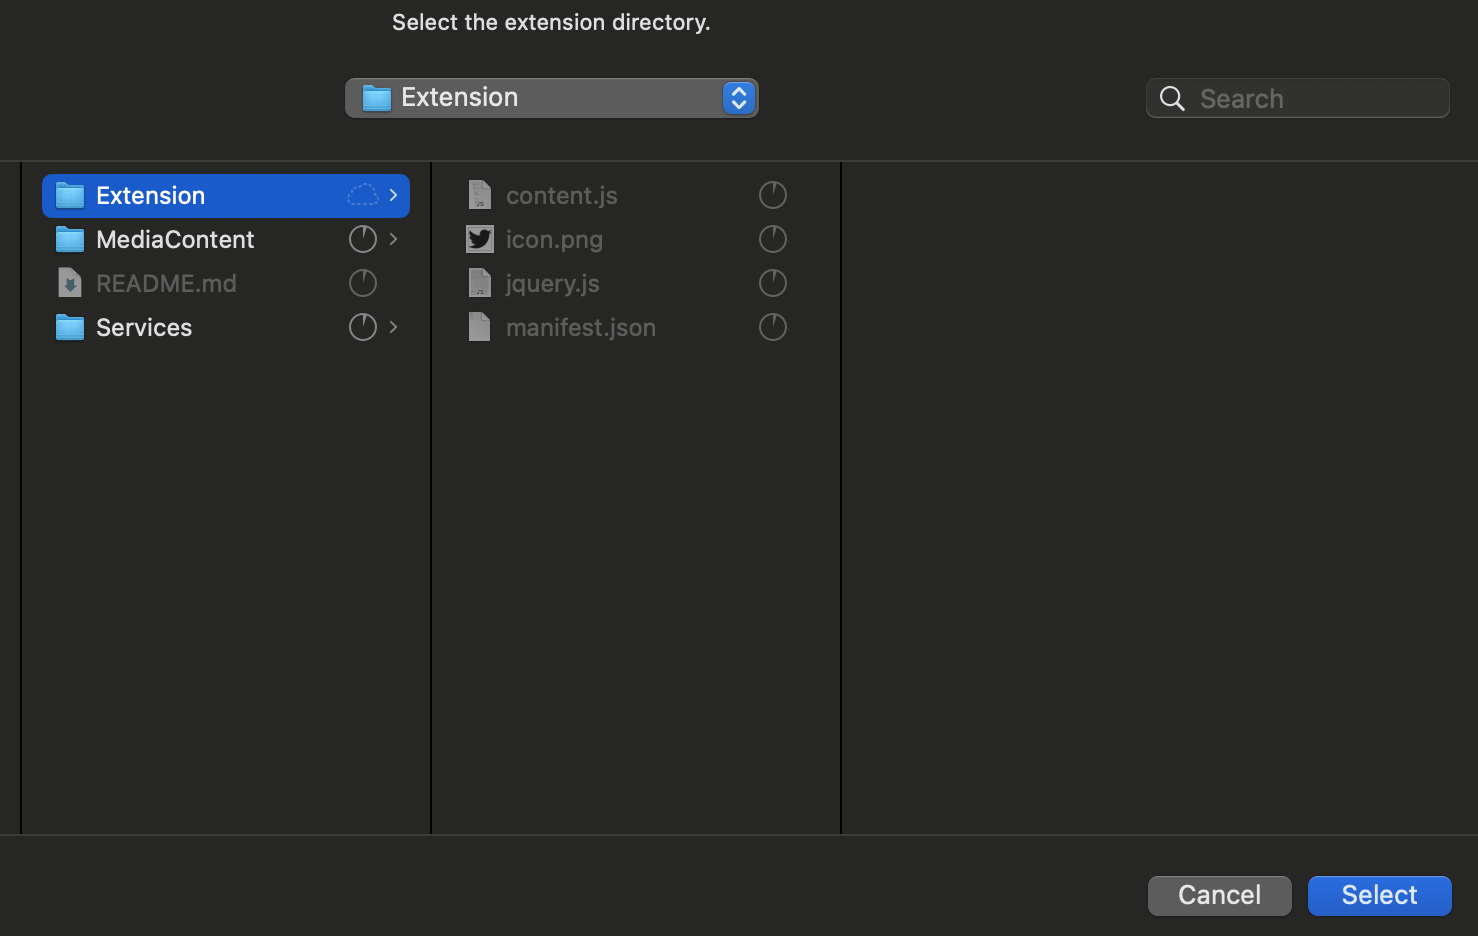 Select the extension directory.
Extension
Search
Extension
MediaContent
README.md
Services
content.js
icon.png
jquery.js
manifest.json
Cancel
Select